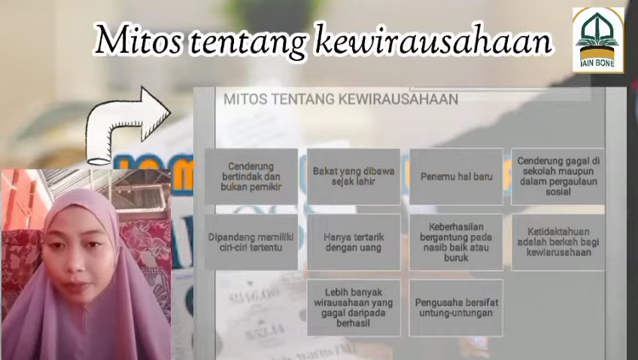 Mitos tentang kewirausahaan
IAIN BONE
MITOS TENTANG KEWIRAUSAHAAN
Cenderung
bertindak dan
bukan pemikir
Bakat yang dibawa
sejak lahir
Penemu hal baru
Cenderung gagal di
sekolah maupun
dalam pergaulan
sosial
Dipandang memiliki
ciri-ciri tertentu
Hanya tertarik
dengan uang
Keberhasilan
bergantung pada
nasib baik atau
buruk
Ketidaktahuan
adalah berkah bagi
kewiarusahaan
Lebih banyak
wirausahaan yang
gagal daripada
berhasil
Pengusaha bersifat
untung-untungan